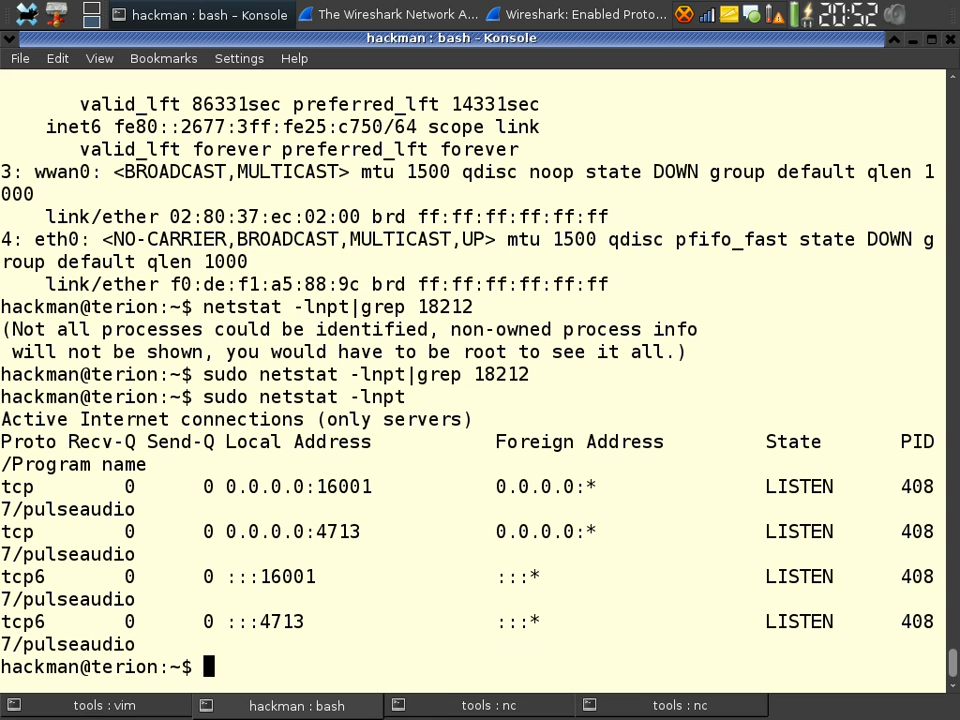 hackman : bash – Konsole
The Wireshark Network A...
Wireshark: Enabled Proto...
20:52
hackman : bash – Konsole
File Edit View Bookmarks Settings Help
valid_lft 86331sec preferred_lft 14331sec
inet6 fe80::2677:3ff:fe25:c750/64 scope link
valid_lft forever preferred_lft forever
3: wwan0: <BROADCAST,MULTICAST> mtu 1500 qdisc noop state DOWN group default qlen 1
000
link/ether 02:80:37:ec:02:00 brd ff:ff:ff:ff:ff:ff
4: eth0: <NO-CARRIER,BROADCAST,MULTICAST,UP> mtu 1500 qdisc pfifo_fast state DOWN g
roup default qlen 1000
link/ether f0:de:f1:a5:88:9c brd ff:ff:ff:ff:ff:ff
hackman@terion:~$ netstat -lnpt|grep 18212
(Not all processes could be identified, non-owned process info
will not be shown, you would have to be root to see it all.)
hackman@terion:~$ sudo netstat -lnpt|grep 18212
hackman@terion:~$ sudo netstat -lnpt
Active Internet connections (only servers)
Proto Recv-Q Send-Q Local Address Foreign Address State PID
/Program name
tcp 0 0 0.0.0.0:16001 0.0.0.0:* LISTEN 408
7/pulseaudio
tcp 0 0 0.0.0.0:4713 0.0.0.0:* LISTEN 408
7/pulseaudio
tcp6 0 0 :::16001 :::* LISTEN 408
7/pulseaudio
tcp6 0 0 :::4713 :::* LISTEN 408
7/pulseaudio
hackman@terion:~$
tools : vim
hackman : bash
tools : nc
tools : nc